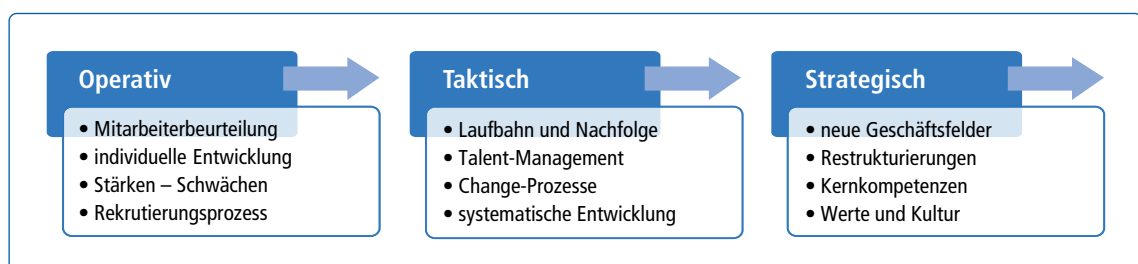 Operativ
• Mitarbeiterbeurteilung
• individuelle Entwicklung
• Stärken – Schwächen
• Rekrutierungsprozess
Taktisch
• Laufbahn und Nachfolge
• Talent-Management
• Change-Prozesse
• systematische Entwicklung
Strategisch
• neue Geschäftsfelder
• Restrukturierungen
• Kernkompetenzen
• Werte und Kultur